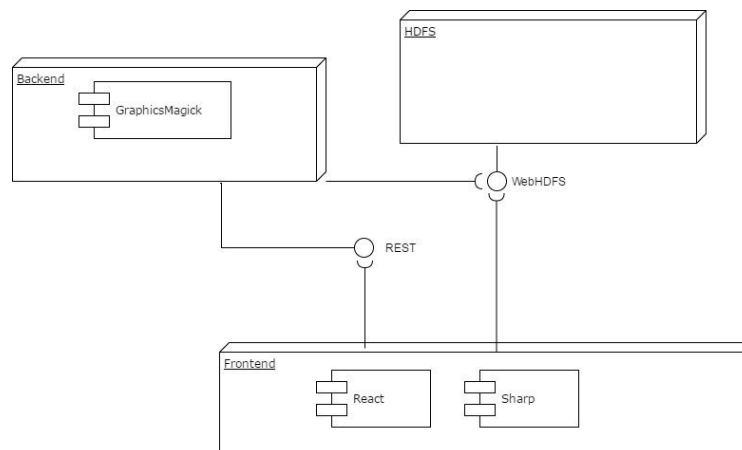 HDFS
Backend
GraphicsMagick
WebHDFS
REST
Frontend
React
Sharp